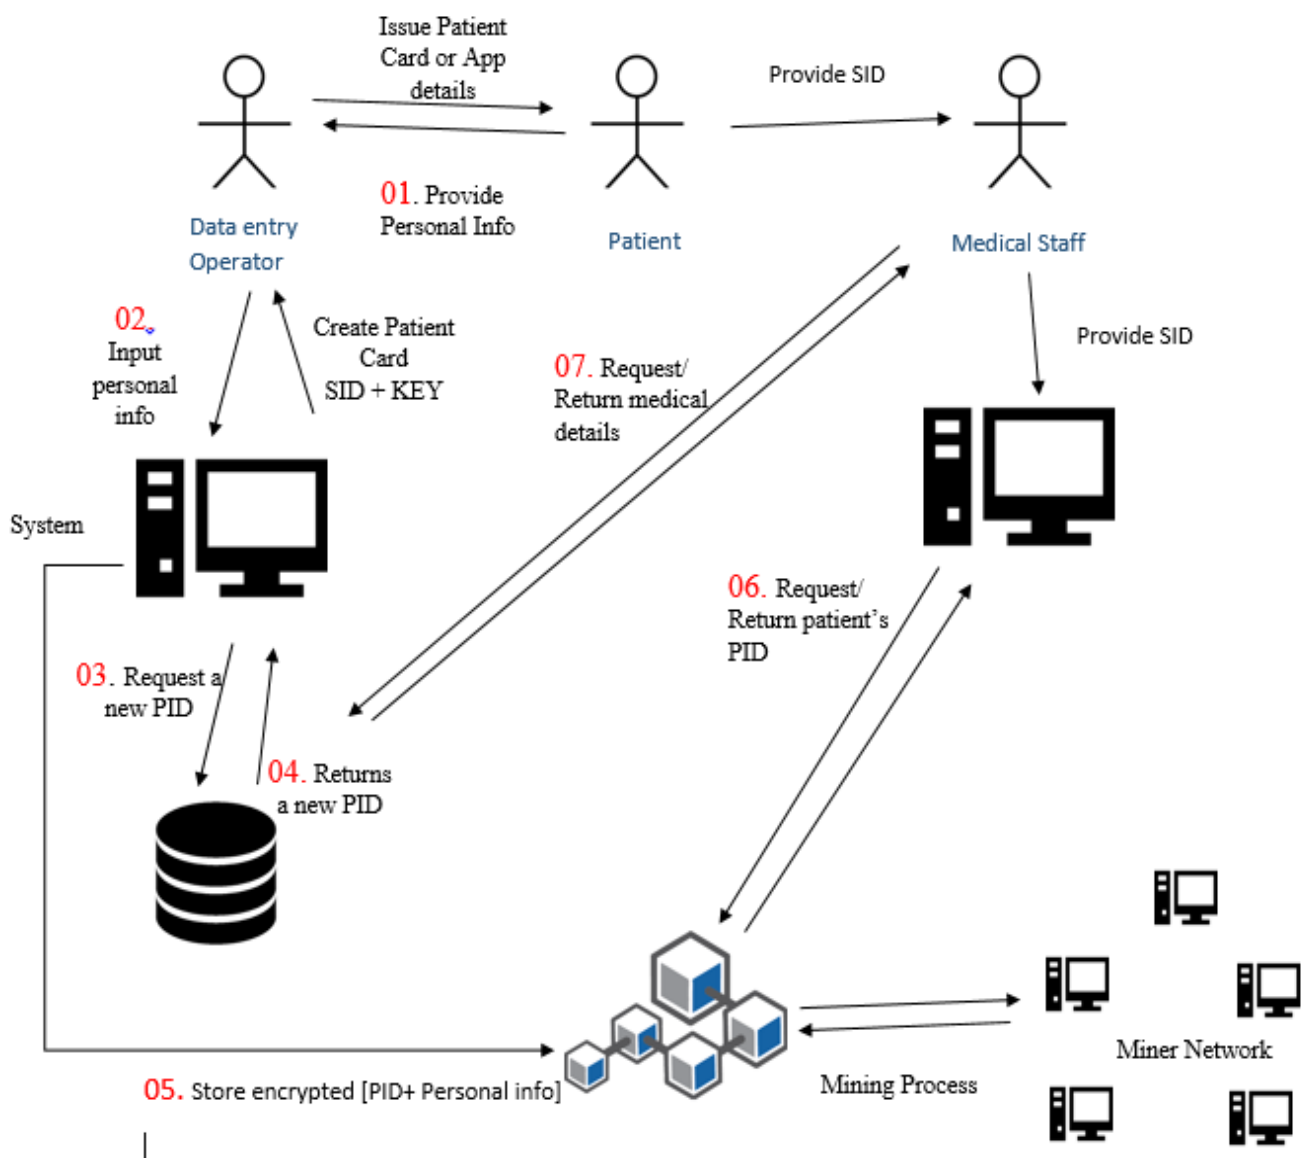 Issue Patient
Card or App
details
Provide SID
01. Provide
Personal Info
Data entry
Operator
Patient
Medical Staff
02.
Input
personal
info
Create Patient
Card
SID + KEY
07. Request/
Return medical
details
Provide SID
System
06. Request/
Return patient’s
PID
03. Request a
new PID
04. Returns
a new PID
Miner Network
Mining Process
05. Store encrypted [PID+ Personal info]